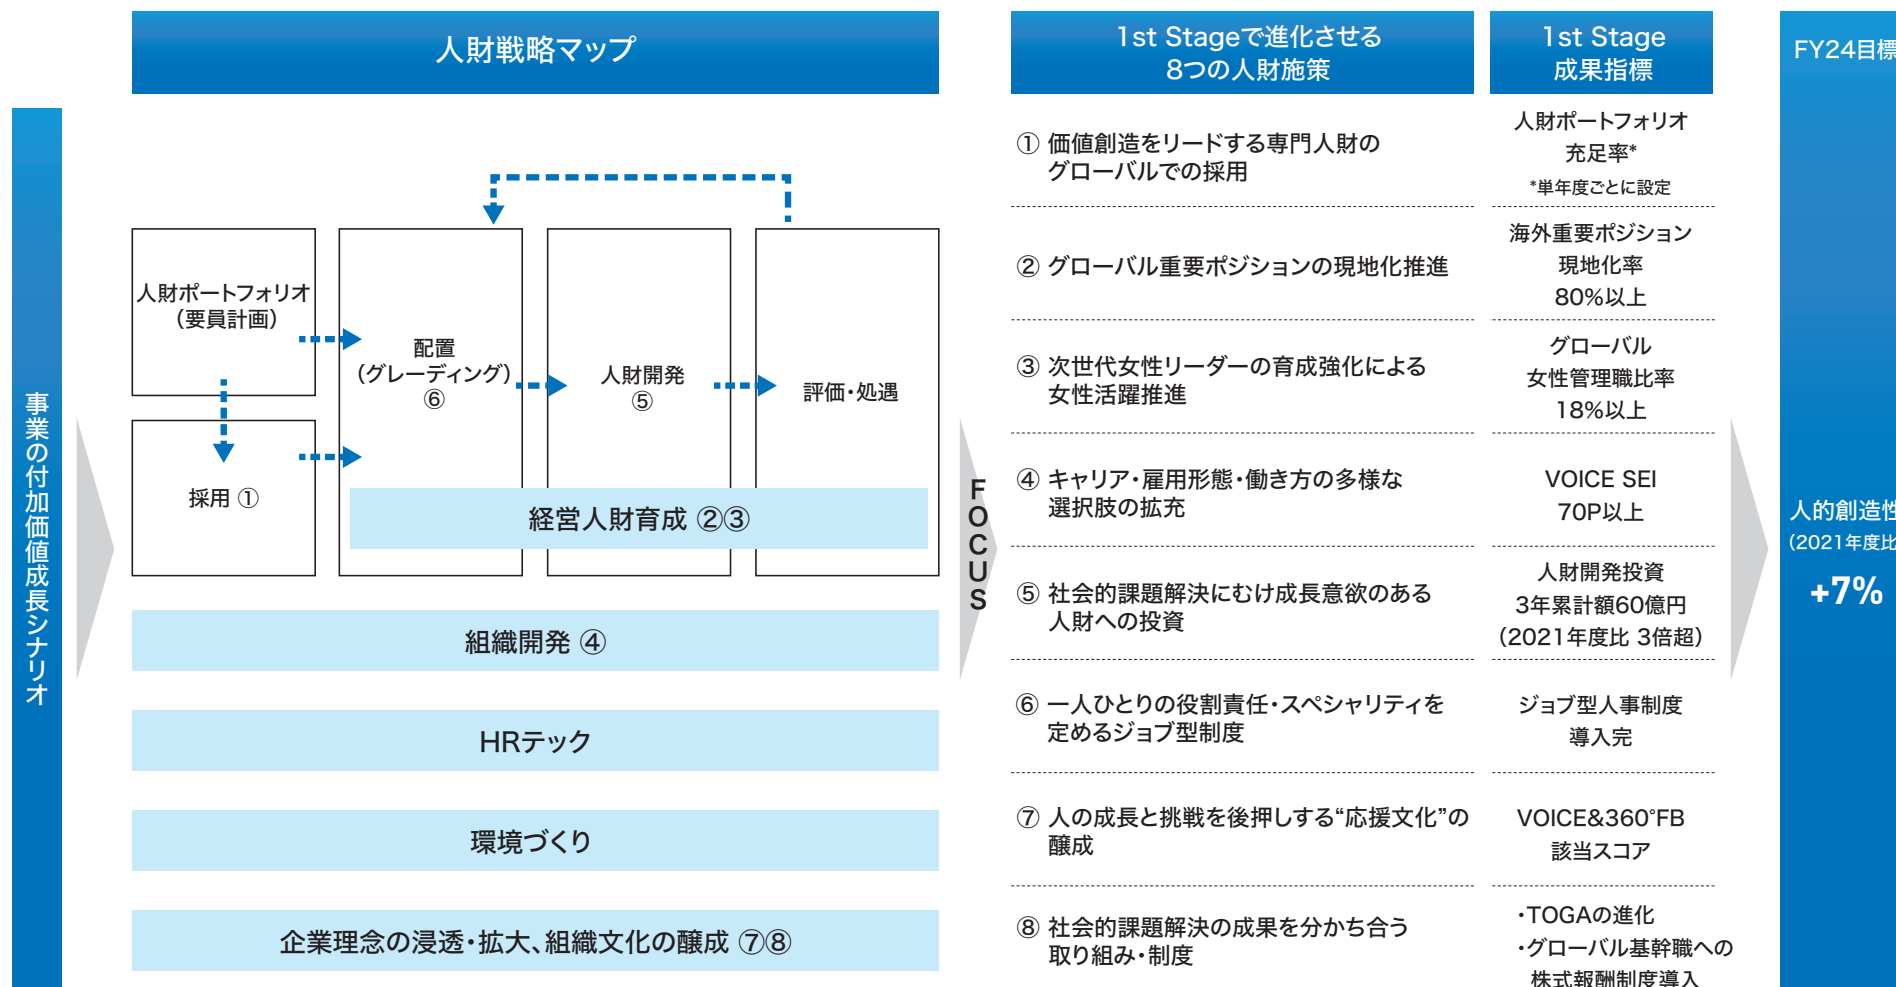 事業の付加価値成長シナリオ
人財戦略マップ
人財ポートフォリオ
（要員計画）
採用 ①
配置
（グレーディング）
⑥
人財開発
⑤
評価・処遇
経営人財育成 ②③
組織開発 ④
HRテック
環境づくり
企業理念の浸透・拡大、組織文化の醸成 ⑦⑧
FOCUS
1st Stageで進化させる
8つの人財施策
1st Stage
成果指標
① 価値創造をリードする専門人財の
グローバルでの採用
人財ポートフォリオ
充足率*
*単年度ごとに設定
② グローバル重要ポジションの現地化推進
海外重要ポジション
現地化率
80%以上
③ 次世代女性リーダーの育成強化による
女性活躍推進
グローバル
女性管理職比率
18%以上
④ キャリア・雇用形態・働き方の多様な
選択肢の拡充
VOICE SEI
70P以上
⑤ 社会的課題解決にむけ成長意欲のある
人財への投資
人財開発投資
3年累計額60億円
（2021年度比 3倍超）
⑥ 一人ひとりの役割責任・スペシャリティを
定めるジョブ型制度
ジョブ型人事制度
導入完
⑦ 人の成長と挑戦を後押しする“応援文化”の
醸成
VOICE&360°FB
該当スコア
⑧ 社会的課題解決の成果を分かち合う
取り組み・制度
・TOGAの進化
・グローバル基幹職への
株式報酬制度導入
FY24目標
人的創造性
（2021年度比
+7%